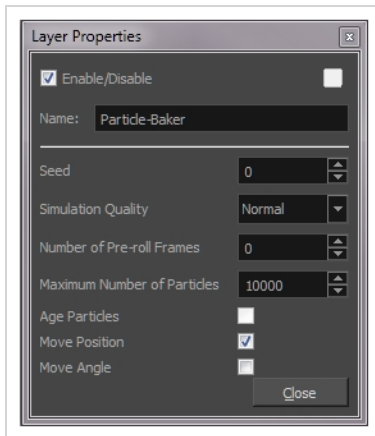 Layer Properties
Enable/Disable
Name: Particle-Baker
Seed 0
Simulation Quality Normal
Number of Pre-roll Frames 0
Maximum Number of Particles 10000
Age Particles
Move Position
Move Angle
Close